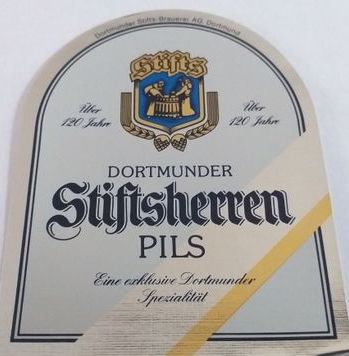 Dortmunder Stifts-Brauerei AG, Dortmund
Stifts
Über
120 Jahre
Über
120 Jahre
DORTMUNDER
Stiftsherren
PILS
Eine exklusive Dortmunder
Spezialität